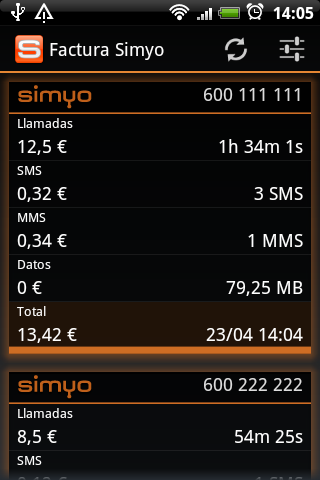 14:05
S Factura Simyo
simyo 600 111 111
Llamadas
12,5 € 1h 34m 1s
SMS
0,32 € 3 SMS
MMS
0,34 € 1 MMS
Datos
0 € 79,25 MB
Total
13,42 € 23/04 14:04
simyo 600 222 222
Llamadas
8,5 € 54m 25s
SMS